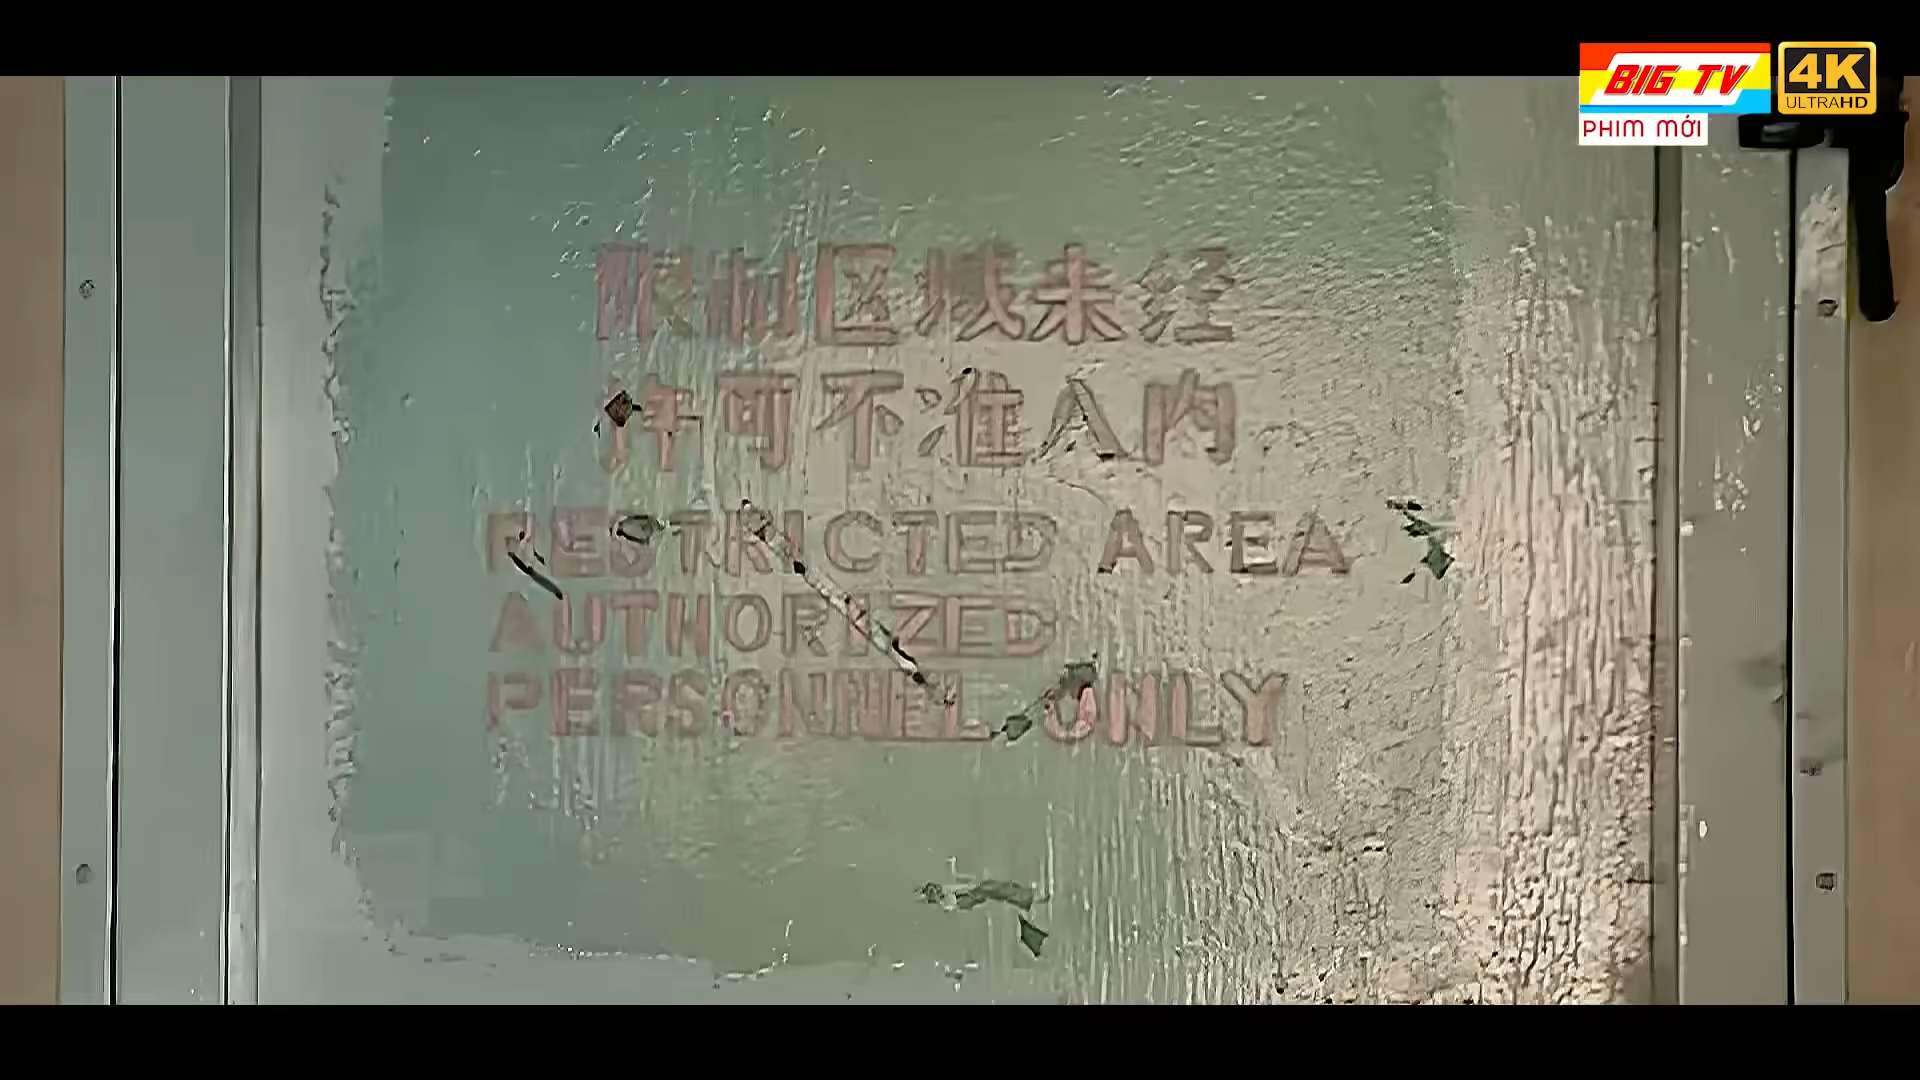 BIG TV
4K
ULTRAHD
PHIM MỚI
限制区域未经
许可不准入内
RESTRICTED AREA
AUTHORIZED
PERSONNEL ONLY